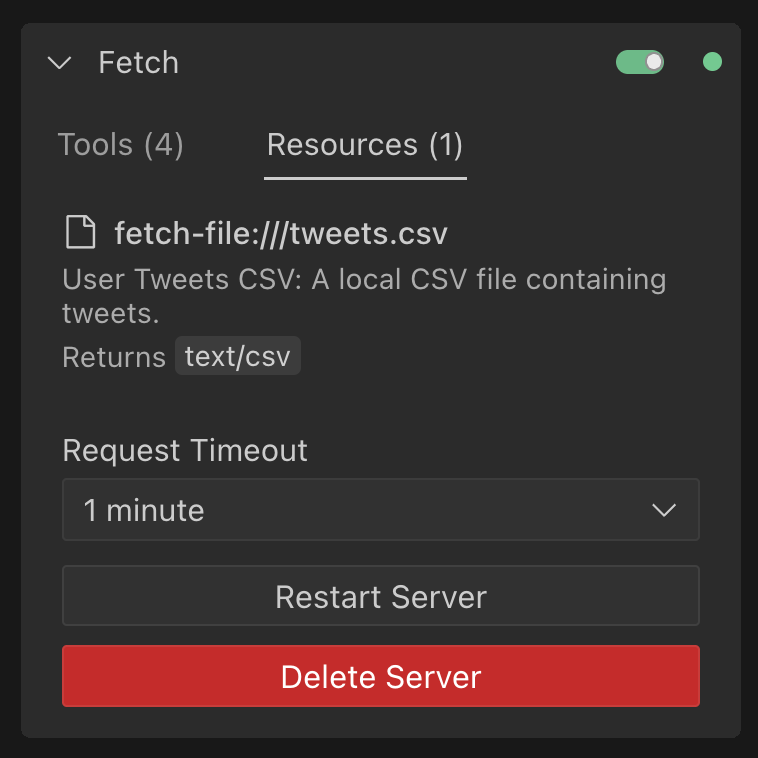 Fetch
Tools (4)
Resources (1)
fetch-file:///tweets.csv
User Tweets CSV: A local CSV file containing
tweets.
Returns text/csv
Request Timeout
1 minute
Restart Server
Delete Server